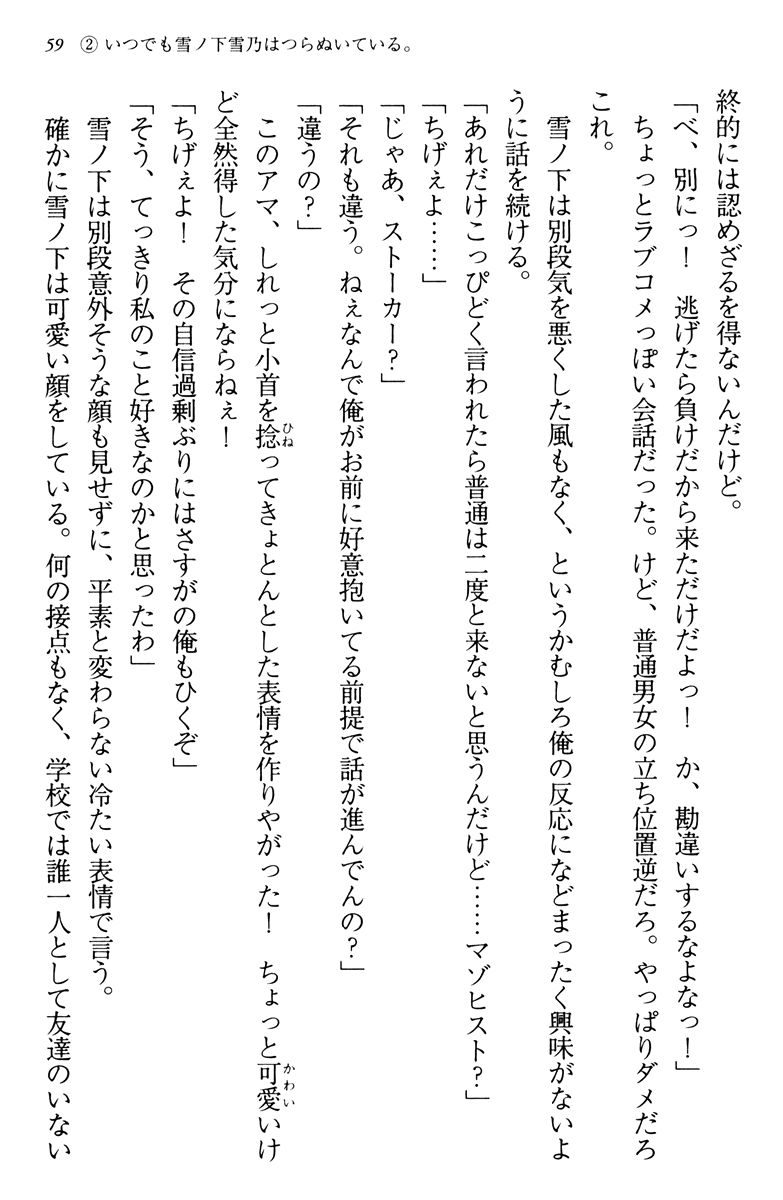 59　②いつでも雪ノ下雪乃はつらぬいている。
終的には認めざるを得ないんだけど。
「べ、別にっ！　逃げたら負けだから来ただけだよっ！　か、勘違いするなよなっ！」
ちょっとラブコメっぽい会話だった。けど、普通男女の立ち位置逆だろ。やっぱりダメだろ
これ。
雪ノ下は別段気を悪くした風もなく、というかむしろ俺の反応になどまったく興味がないよ
うに話を続ける。
「あれだけこっぴどく言われたら普通は二度と来ないと思うんだけど……マゾヒスト？」
「ちげぇよ……」
「じゃあ、ストーカー？」
「それも違う。ねぇなんで俺がお前に好意抱いてる前提で話が進んでんの？」
「違うの？」
このアマ、しれっと小首を捻ってきょとんとした表情を作りやがった！　ちょっと可愛いけ
ひね
かわい
ど全然得した気分にならねぇ！
「ちげぇよ！　その自信過剰ぶりにはさすがの俺もひくぞ」
「そう、てっきり私のこと好きなのかと思ったわ」
雪ノ下は別段意外そうな顔も見せずに、平素と変わらない冷たい表情で言う。
確かに雪ノ下は可愛い顔をしている。何の接点もなく、学校では誰一人として友達のいない